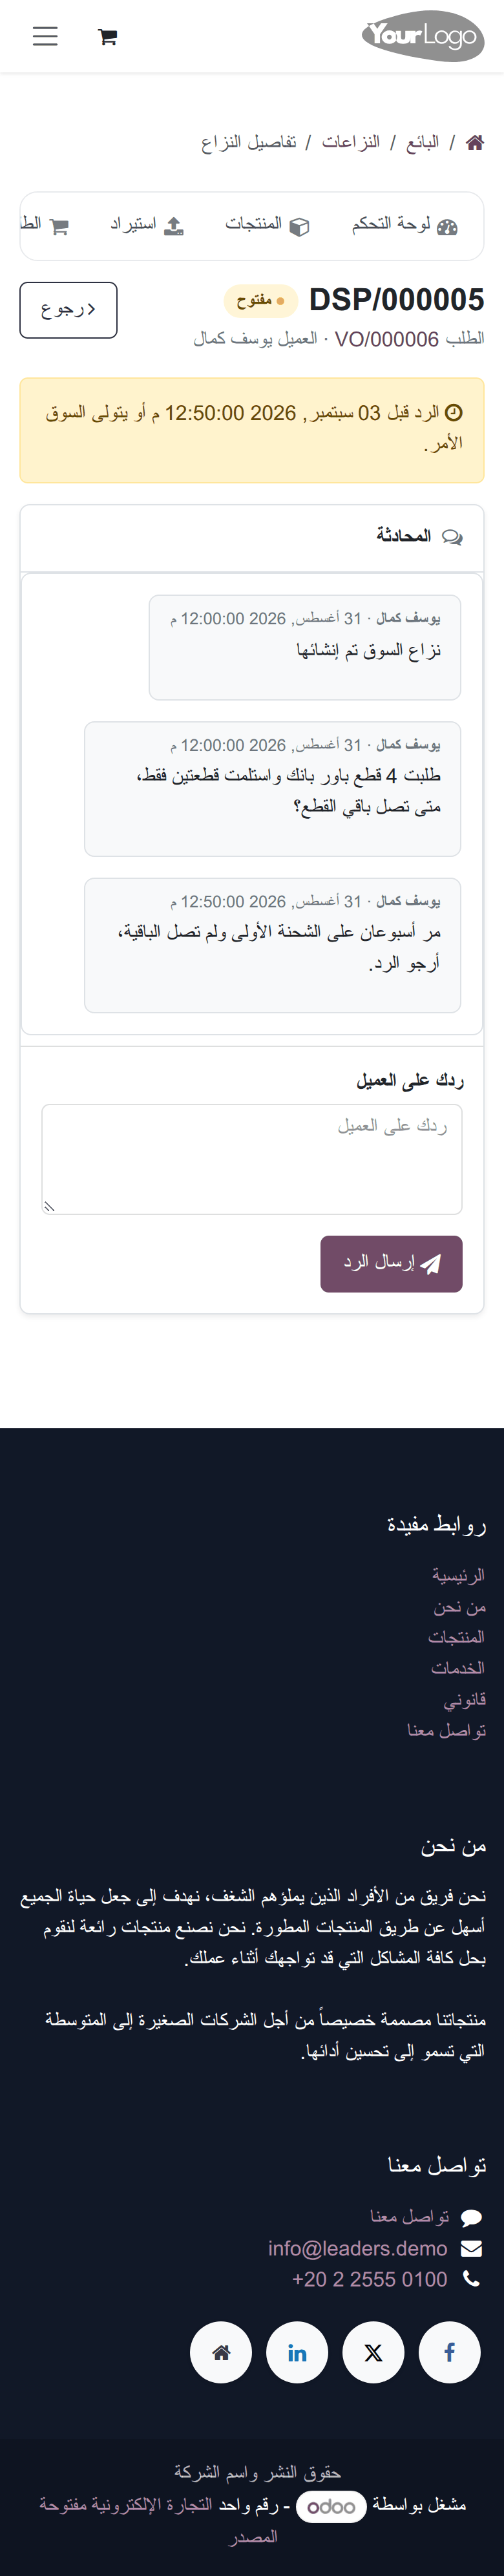 YourLogo
/ البائع / النزاعات / تفاصيل النزاع
لوحة التحكم المنتجات استيراد الطا
DSP/000005 مفتوح رجوع
الطلب VO/000006 · العميل يوسف كمال
الرد قبل 03 سبتمبر, 2026 12:50:00 م أو يتولى السوق
الأمر.
المحادثة
يوسف كمال · 31 أغسطس, 2026 12:00:00 م
نزاع السوق تم إنشائها
يوسف كمال · 31 أغسطس, 2026 12:00:00 م
طلبت 4 قطع باور بانك واستلمت قطعتين فقط،
متى تصل باقي القطع؟
يوسف كمال · 31 أغسطس, 2026 12:50:00 م
مر أسبوعان على الشحنة الأولى ولم تصل الباقية،
أرجو الرد.
ردك على العميل
ردك على العميل
إرسال الرد
روابط مفيدة
الرئيسية
من نحن
المنتجات
الخدمات
قانوني
تواصل معنا
من نحن
نحن فريق من الأفراد الذين يملؤهم الشغف، نهدف إلى جعل حياة الجميع
أسهل عن طريق المنتجات المطورة. نحن نصنع منتجات رائعة لنقوم
بحل كافة المشاكل التي قد تواجهك أثناء عملك.
منتجاتنا مصممة خصيصاً من أجل الشركات الصغيرة إلى المتوسطة
التي تسمو إلى تحسين أدائها.
تواصل معنا
تواصل معنا
info@leaders.demo
+20 2 2555 0100
حقوق النشر واسم الشركة
مشغل بواسطة odoo - رقم واحد التجارة الإلكترونية مفتوحة
المصدر